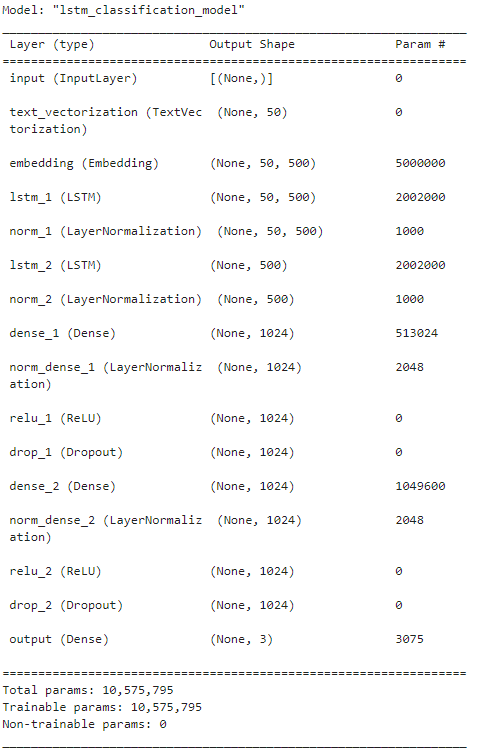 Model: "lstm_classification_model"
_________________________________________________________________
Layer (type) Output Shape Param #
=================================================================
input (InputLayer) [(None,)] 0
text_vectorization (TextVec (None, 50) 0
torization)
embedding (Embedding) (None, 50, 500) 5000000
lstm_1 (LSTM) (None, 50, 500) 2002000
norm_1 (LayerNormalization) (None, 50, 500) 1000
lstm_2 (LSTM) (None, 500) 2002000
norm_2 (LayerNormalization) (None, 500) 1000
dense_1 (Dense) (None, 1024) 513024
norm_dense_1 (LayerNormaliz (None, 1024) 2048
ation)
relu_1 (ReLU) (None, 1024) 0
drop_1 (Dropout) (None, 1024) 0
dense_2 (Dense) (None, 1024) 1049600
norm_dense_2 (LayerNormaliz (None, 1024) 2048
ation)
relu_2 (ReLU) (None, 1024) 0
drop_2 (Dropout) (None, 1024) 0
output (Dense) (None, 3) 3075
=================================================================
Total params: 10,575,795
Trainable params: 10,575,795
Non-trainable params: 0
_________________________________________________________________